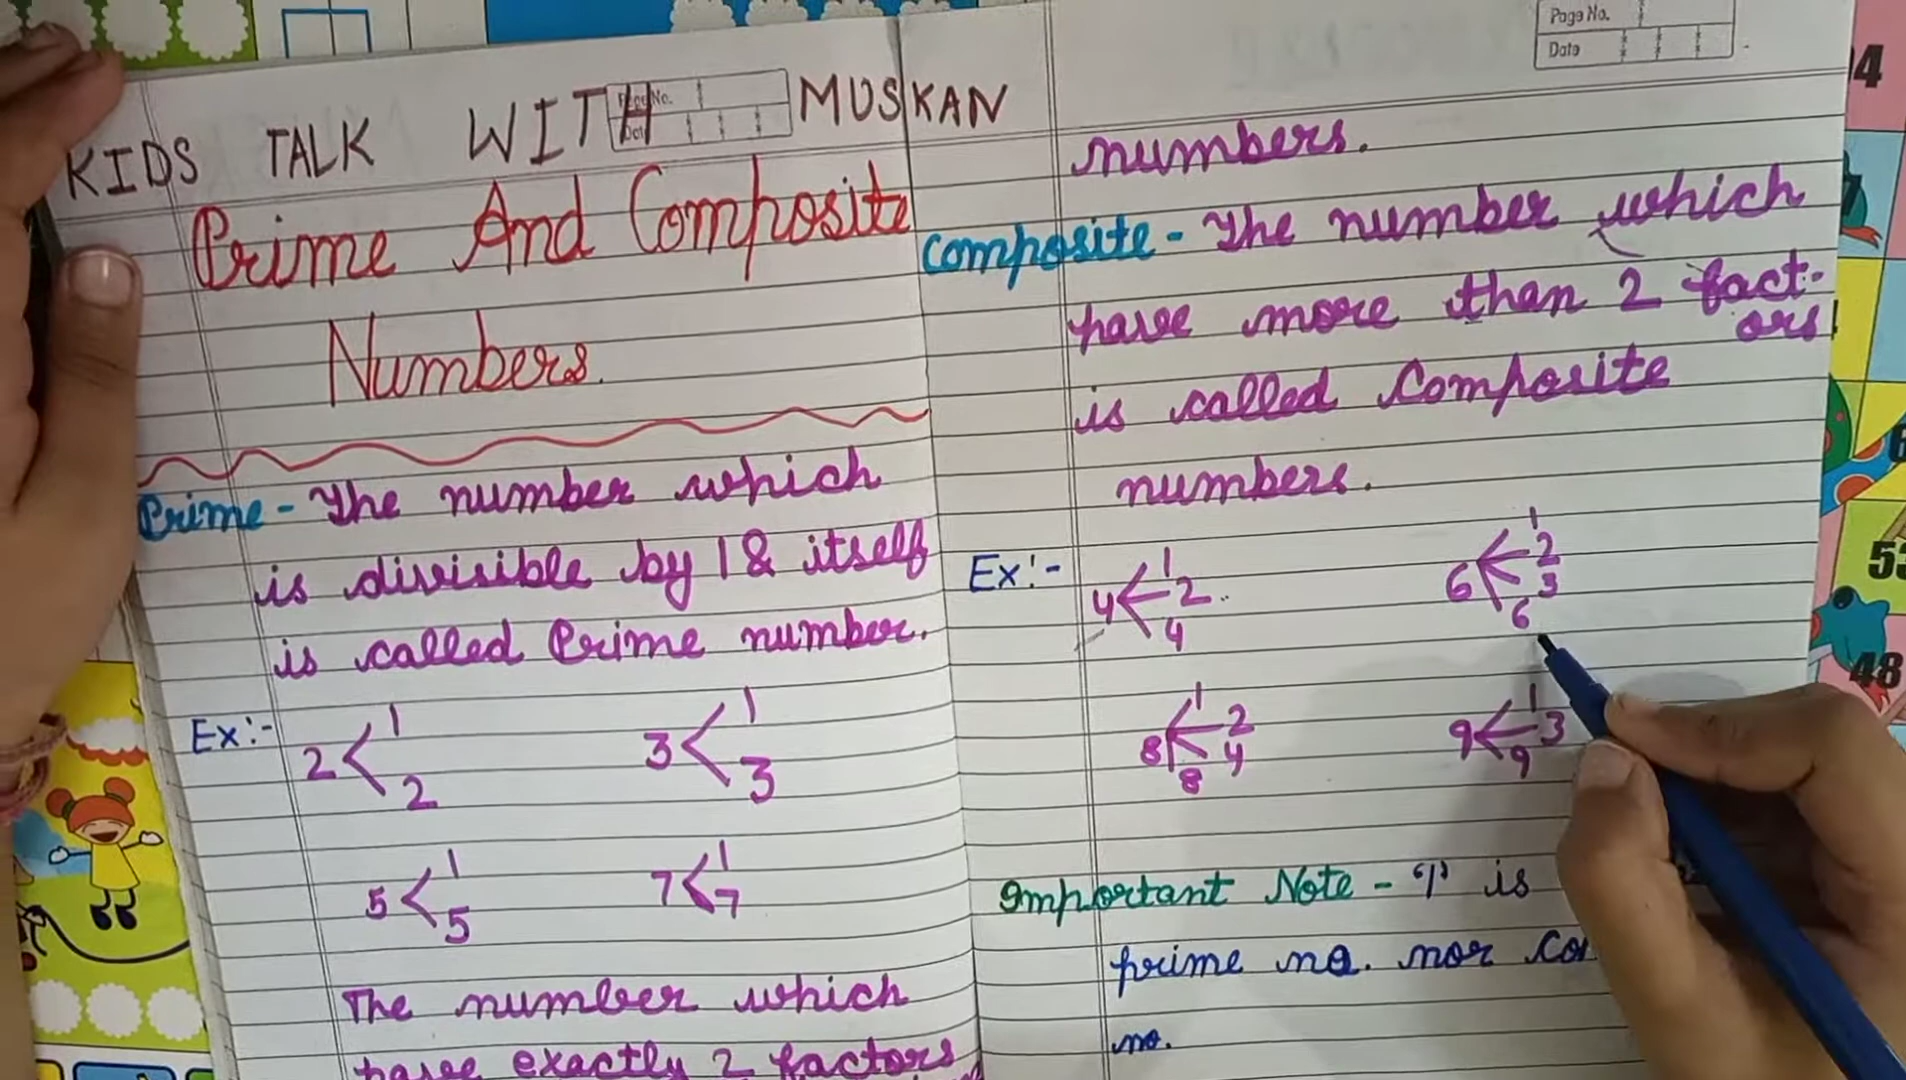 KIDS TALK WITH MUSKAN
Page No.
Prime And Composite
Numbers.
Prime - The number which
is divisible by 1 & itself
is called Prime number.
Ex:-
2 < 1
2
3 < 1
3
5 < 1
5
7 < 1
7
The number which
have exactly 2 factors
Page No.
Date
numbers.
Composite - The number which
have more than 2 fact-
ors
is called Composite
numbers.
Ex:-
4 < 1
2
4
6 < 1
2
3
6
8 < 1
2
4
8
9 < 1
3
9
Important Note - '1' is
prime no. nor
no.
4
53
48